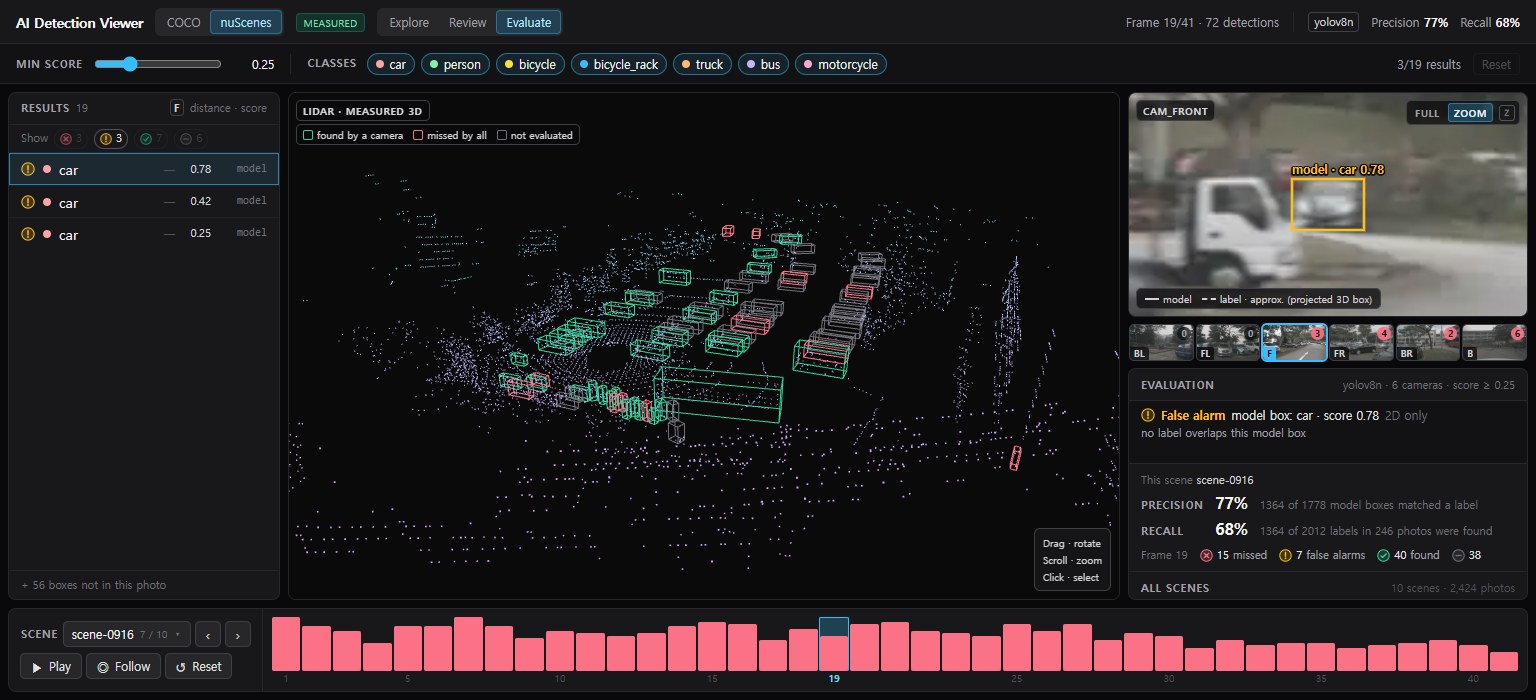 AI Detection Viewer COCO nuScenes MEASURED Explore Review Evaluate Frame 19/41 · 72 detections yolov8n Precision 77% Recall 68%
MIN SCORE 0.25 CLASSES car person bicycle bicycle_rack truck bus motorcycle 3/19 results Reset
RESULTS 19 F distance · score
Show 3 3 7 6
car — 0.78 model
car — 0.42 model
car — 0.25 model
+ 56 boxes not in this photo
LIDAR · MEASURED 3D
found by a camera missed by all not evaluated
Drag · rotate
Scroll · zoom
Click · select
CAM_FRONT FULL ZOOM Z
model · car 0.78
model label · approx. (projected 3D box)
BL 0 FL 0 F 3 FR 4 BR 2 B 6
EVALUATION yolov8n · 6 cameras · score ≥ 0.25
False alarm model box: car · score 0.78 2D only
no label overlaps this model box
This scene scene-0916
PRECISION 77% 1364 of 1778 model boxes matched a label
RECALL 68% 1364 of 2012 labels in 246 photos were found
Frame 19 15 missed 7 false alarms 40 found 38
ALL SCENES 10 scenes · 2,424 photos
SCENE scene-0916 7 / 10 ‹ ›
Play Follow Reset
1 5 10 15 19 25 30 35 40